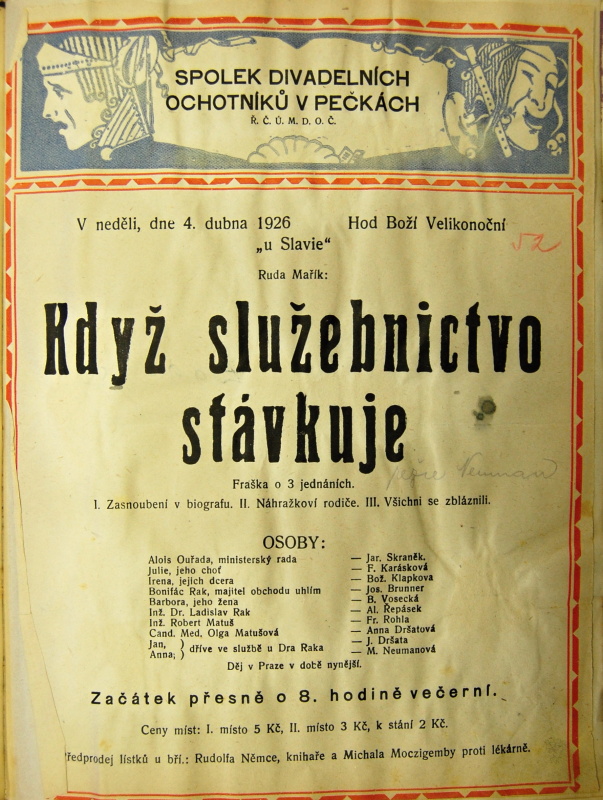 SPOLEK DIVADELNÍCH
OCHOTNÍKŮ V PEČKÁCH
Ř. Č. Ú. M. D. O. Č.
V neděli, dne 4. dubna 1926 Hod Boží Velikonoční
„u Slavie“
52
Ruda Mařík:
Když služebnictvo
stávkuje
Fraška o 3 jednáních.
I. Zasnoubení v biografu. II. Náhražkoví rodiče. III. Všichni se zbláznili.
OSOBY:
Alois Ouřada, ministerský rada — Jar. Skraněk.
Julie, jeho choť — F. Karásková
Irena, jejich dcera — Bož. Klapkova
Bonifác Rak, majitel obchodu uhlím — Jos. Brunner
Barbora, jeho žena — B. Vosecká
Inž. Dr. Ladislav Rak — Al. Řepásek
Inž. Robert Matuš — Fr. Rohla
Cand. Med. Olga Matušová — Anna Dršatová
Jan, } dříve ve službě u Dra Raka — J. Dršata
Anna; — M. Neumanová
Děj v Praze v době nynější.
Začátek přesně o 8. hodině večerní.
Ceny míst: I. místo 5 Kč, II. místo 3 Kč, k stání 2 Kč.
Předprodej lístků u bří.: Rudolfa Němce, knihaře a Michala Moczigemby proti lékárně.